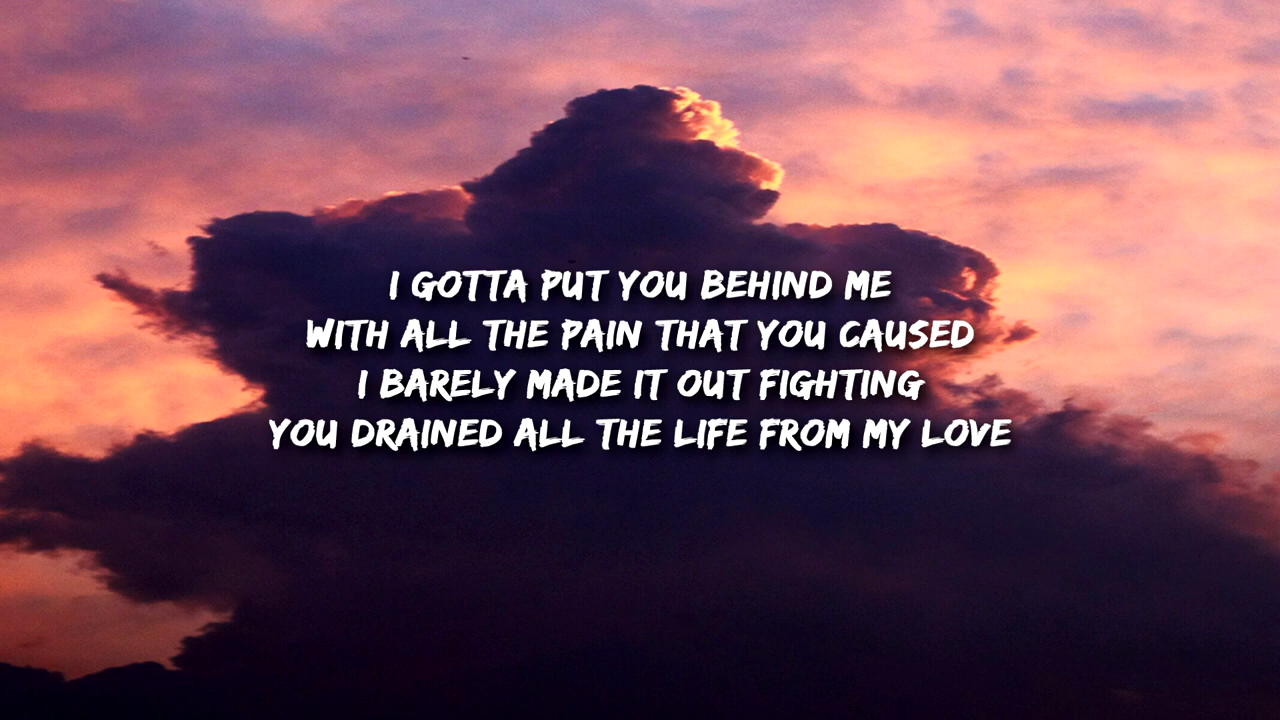 I GOTTA PUT YOU BEHIND ME
WITH ALL THE PAIN THAT YOU CAUSED
I BARELY MADE IT OUT FIGHTING
YOU DRAINED ALL THE LIFE FROM MY LOVE